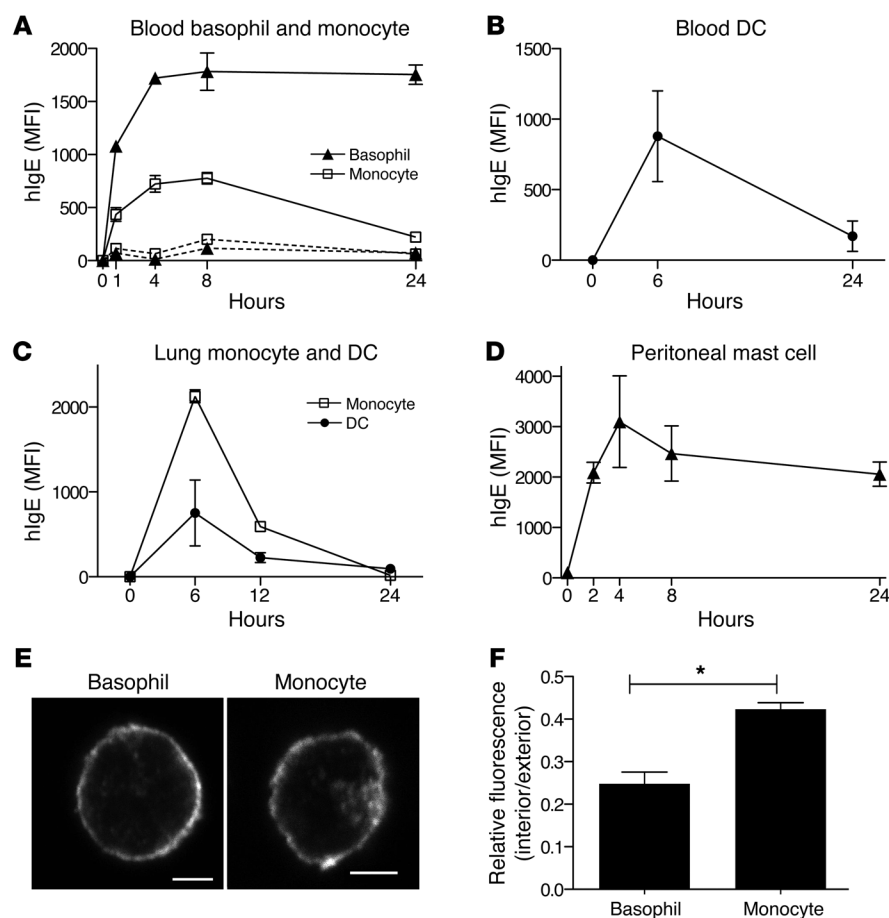 A
Blood basophil and monocyte
hIgE (MFI)
2000
1500
1000
500
0
Basophil
Monocyte
0 1 4 8 24
Hours
B
Blood DC
hIgE (MFI)
1500
1000
500
0
0 6 24
Hours
C
Lung monocyte and DC
hIgE (MFI)
2000
1000
0
Monocyte
DC
0 6 12 24
Hours
D
Peritoneal mast cell
hIgE (MFI)
4000
3000
2000
1000
0
0 2 4 8 24
Hours
E
Basophil Monocyte
F
Relative fluorescence
(interior/exterior)
0.5
0.4
0.3
0.2
0.1
0.0
*
Basophil Monocyte